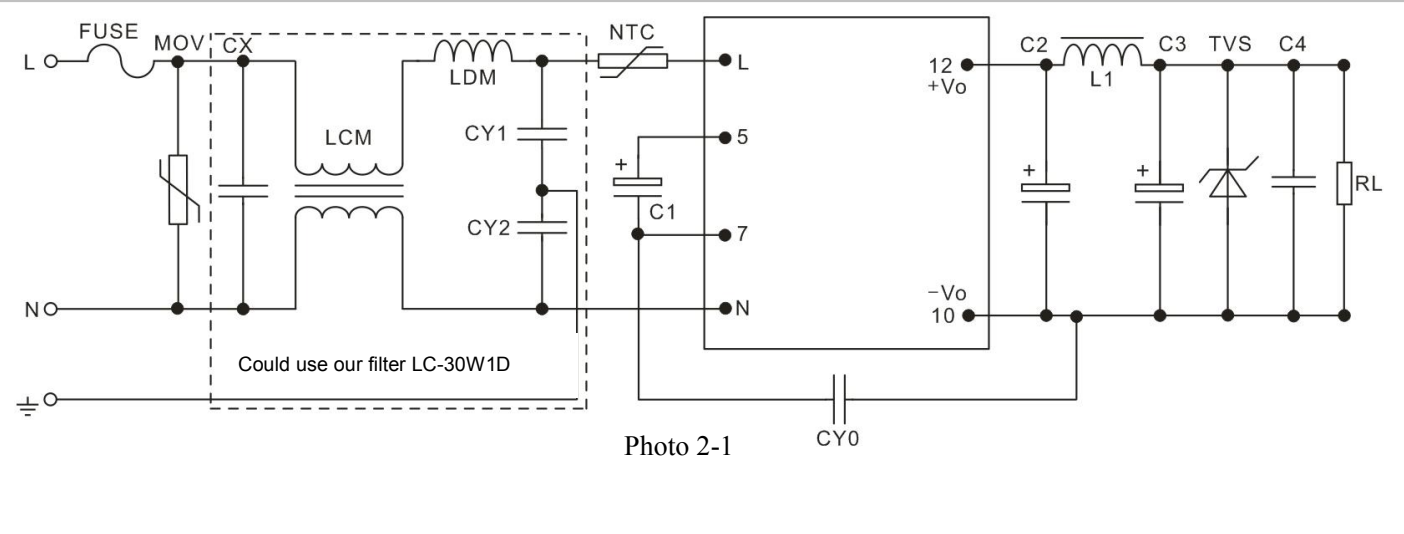 FUSE
MOV
CX
NTC
L
LDM
L
12
+Vo
C2
L1
C3
TVS
C4
CY1
5
LCM
+
+
+
C1
RL
CY2
7
N
N
−Vo
10
Could use our filter LC-30W1D
CY0
Photo 2-1